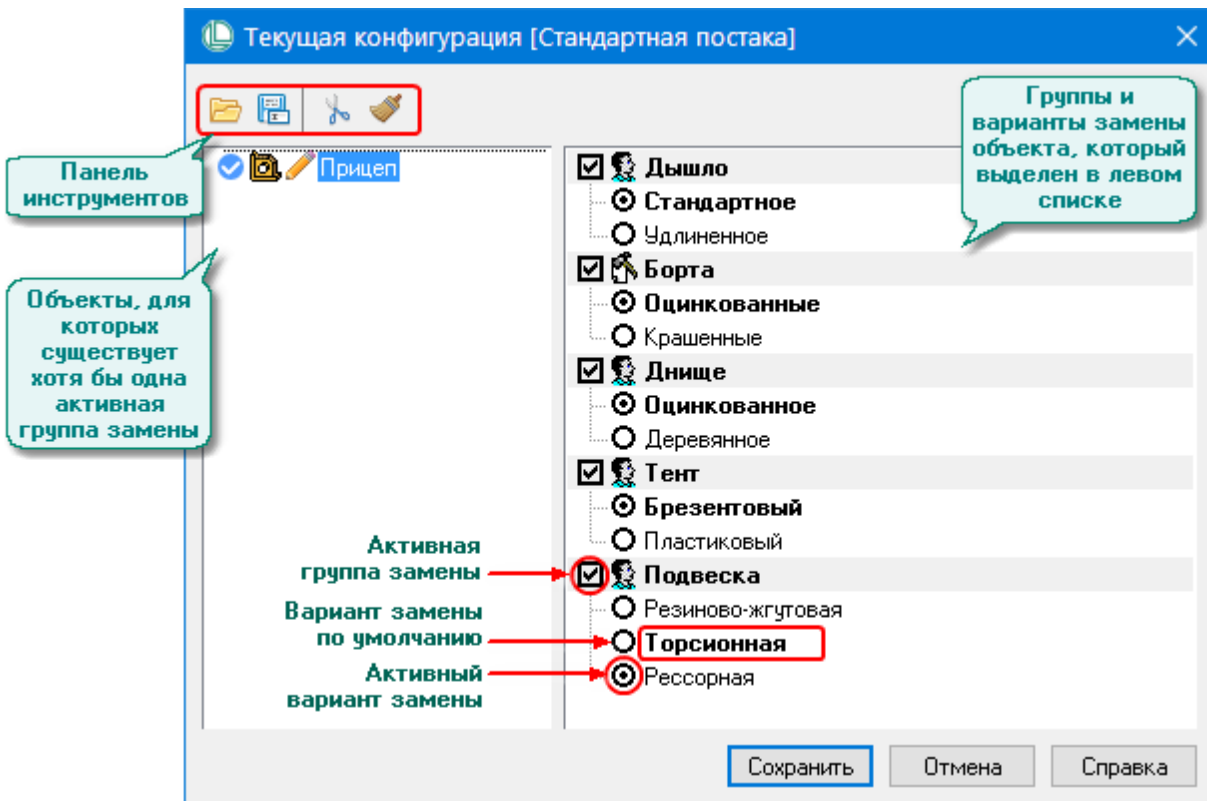 Текущая конфигурация [Стандартная постака]
Группы и
варианты замены
объекта, который
выделен в левом
списке
Панель
инструментов
Прицеп
Объекты, для
которых
существует
хотя бы одна
активная
группа замены
Дышло
Стандартное
Удлиненное
Борта
Оцинкованные
Крашенные
Днище
Оцинкованное
Деревянное
Тент
Брезентовый
Пластиковый
Активная
группа замены
Подвеска
Резиново-жгутовая
Вариант замены
по умолчанию
Торсионная
Активный
вариант замены
Рессорная
Сохранить
Отмена
Справка